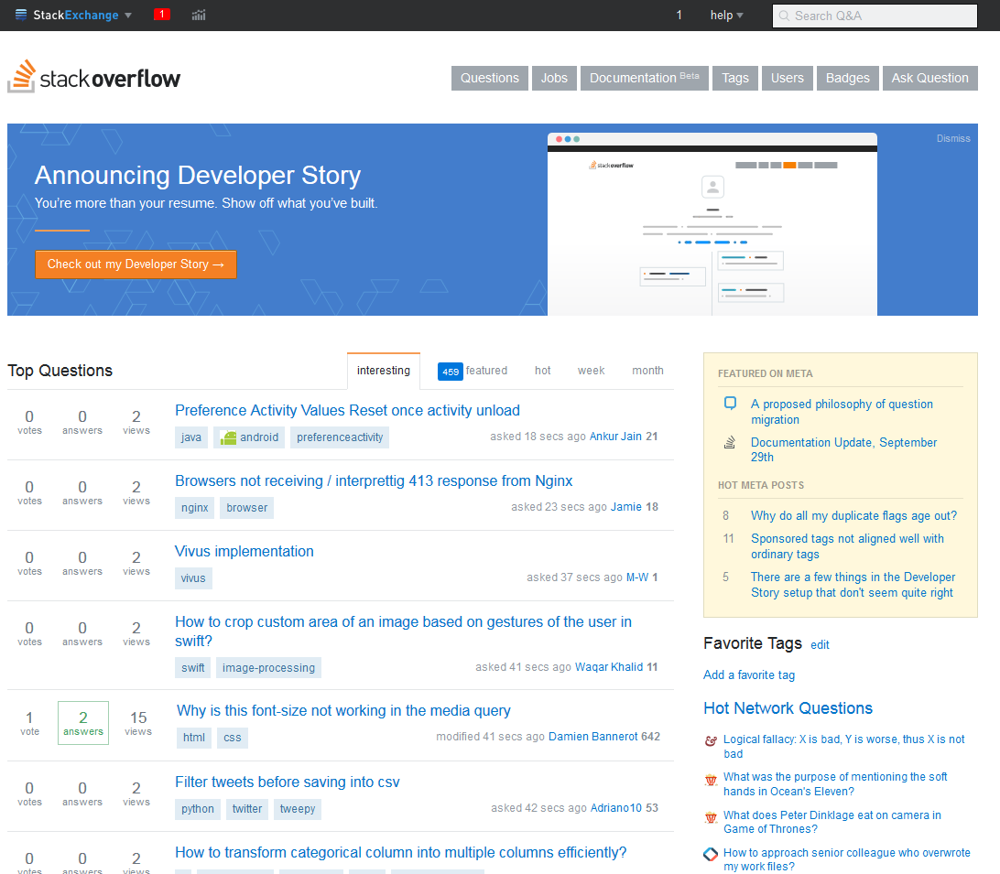 StackExchange 1 1 help Search Q&A
stackoverflow
Questions Jobs Documentation Beta Tags Users Badges Ask Question
Dismiss
Announcing Developer Story
You're more than your resume. Show off what you've built.
Check out my Developer Story →
stackoverflow
Top Questions interesting 459 featured hot week month
0 votes 0 answers 2 views
Preference Activity Values Reset once activity unload
java android preferenceactivity
asked 18 secs ago Ankur Jain 21
0 votes 0 answers 2 views
Browsers not receiving / interprettig 413 response from Nginx
nginx browser
asked 23 secs ago Jamie 18
0 votes 0 answers 2 views
Vivus implementation
vivus
asked 37 secs ago M-W 1
0 votes 0 answers 2 views
How to crop custom area of an image based on gestures of the user in
swift?
swift image-processing
asked 41 secs ago Waqar Khalid 11
1 vote 2 answers 15 views
Why is this font-size not working in the media query
html css
modified 41 secs ago Damien Bannerot 642
0 votes 0 answers 2 views
Filter tweets before saving into csv
python twitter tweepy
asked 42 secs ago Adriano10 53
0 votes 0 answers 2 views
How to transform categorical column into multiple columns efficiently?
FEATURED ON META
A proposed philosophy of question
migration
Documentation Update, September
29th
HOT META POSTS
8 Why do all my duplicate flags age out?
11 Sponsored tags not aligned well with
ordinary tags
5 There are a few things in the Developer
Story setup that don't seem quite right
Favorite Tags edit
Add a favorite tag
Hot Network Questions
Logical fallacy: X is bad, Y is worse, thus X is not
bad
What was the purpose of mentioning the soft
hands in Ocean's Eleven?
What does Peter Dinklage eat on camera in
Game of Thrones?
How to approach senior colleague who overwrote
my work files?